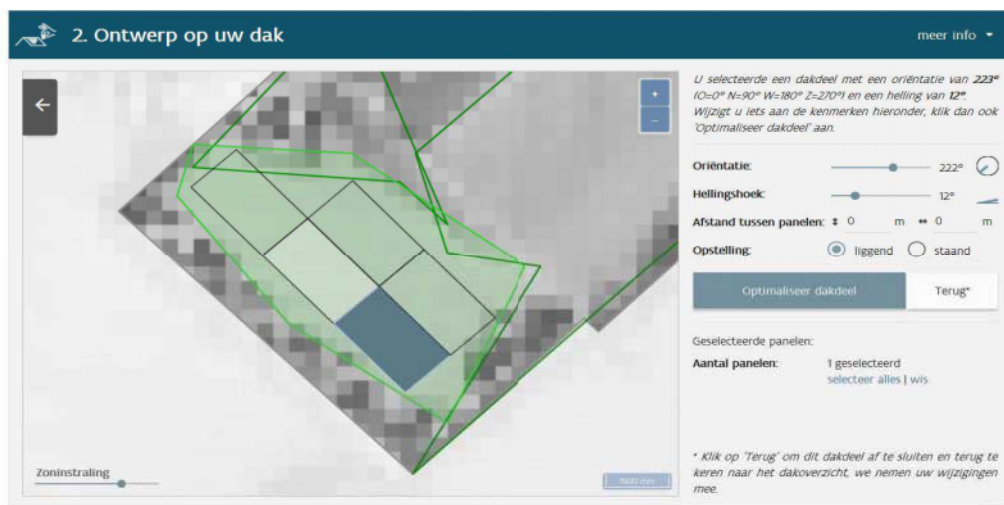 2. Ontwerp op uw dak
meer info
U selecteerde een dakdeel met een oriëntatie van 223°
(O=0° N=90° W=180° Z=270°) en een helling van 12°.
Wijzigt u iets aan de kenmerken hieronder, klik dan ook
'Optimaliseer dakdeel' aan.
Oriëntatie: 222°
Hellingshoek: 12°
Afstand tussen panelen: ↕ 0 m ↔ 0 m
Opstelling: liggend staand
Optimaliseer dakdeel Terug*
Geselecteerde panelen:
Aantal panelen: 1 geselecteerd
selecteer alles | wis
* Klik op 'Terug' om dit dakdeel af te sluiten en terug te
keren naar het dakoverzicht, we nemen uw wijzigingen
mee.
Zoninstraling